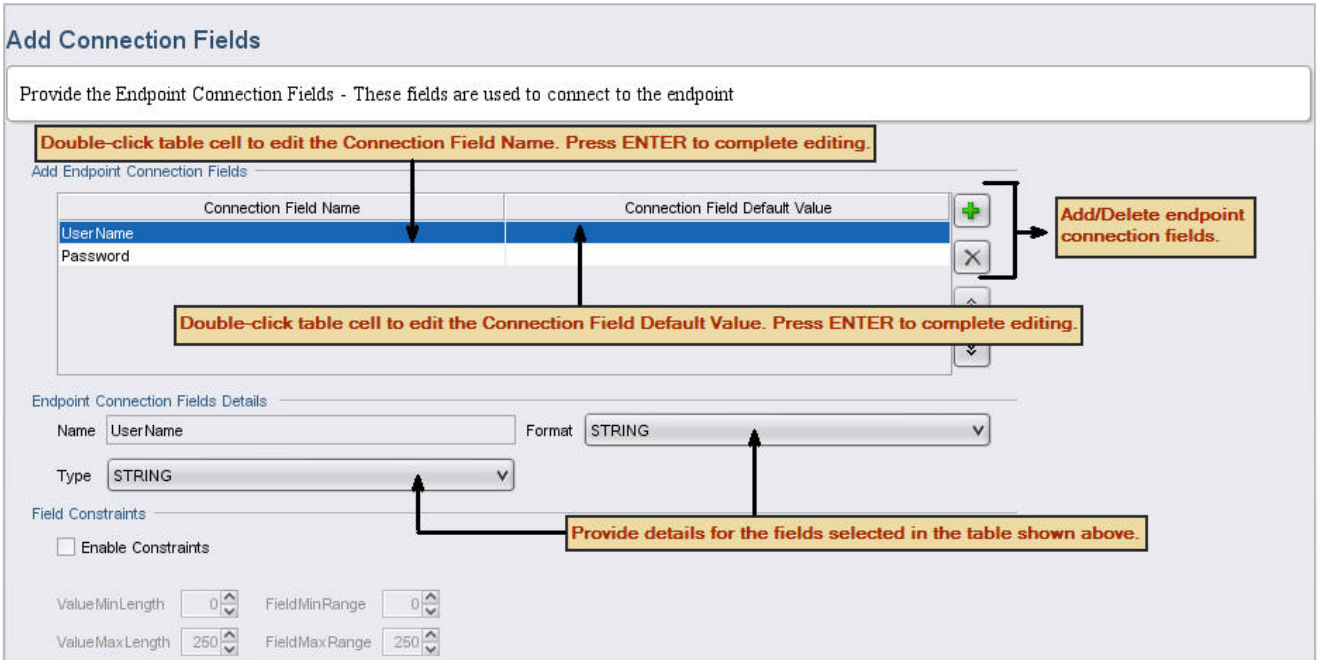 Add Connection Fields
Provide the Endpoint Connection Fields - These fields are used to connect to the endpoint
Double-click table cell to edit the Connection Field Name. Press ENTER to complete editing.
Add Endpoint Connection Fields
Connection Field Name Connection Field Default Value
UserName
Password
Add/Delete endpoint
connection fields.
Double-click table cell to edit the Connection Field Default Value. Press ENTER to complete editing.
Endpoint Connection Fields Details
Name UserName Format STRING
Type STRING
Field Constraints
Provide details for the fields selected in the table shown above.
Enable Constraints
ValueMinLength 0 FieldMinRange 0
ValueMaxLength 250 FieldMaxRange 250